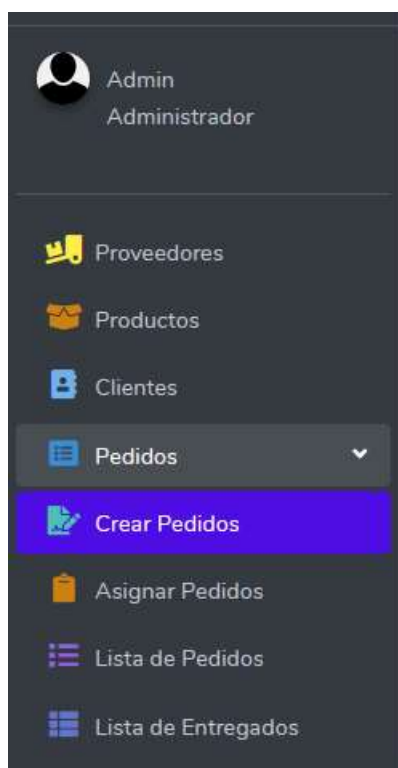 Admin
Administrador
Proveedores
Productos
Clientes
Pedidos
Crear Pedidos
Asignar Pedidos
Lista de Pedidos
Lista de Entregados